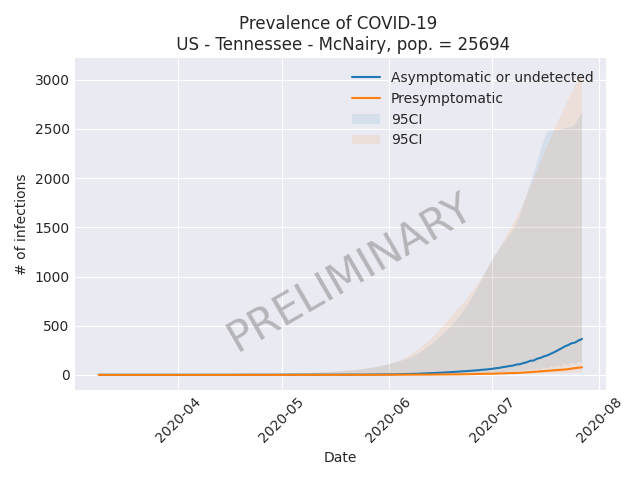 Prevalence of COVID-19
US - Tennessee - McNairy, pop. = 25694
Asymptomatic or undetected
Presymptomatic
95CI
95CI
3000
2500
2000
1500
1000
500
0
# of infections
PRELIMINARY
2020-04
2020-05
2020-06
2020-07
2020-08
Date